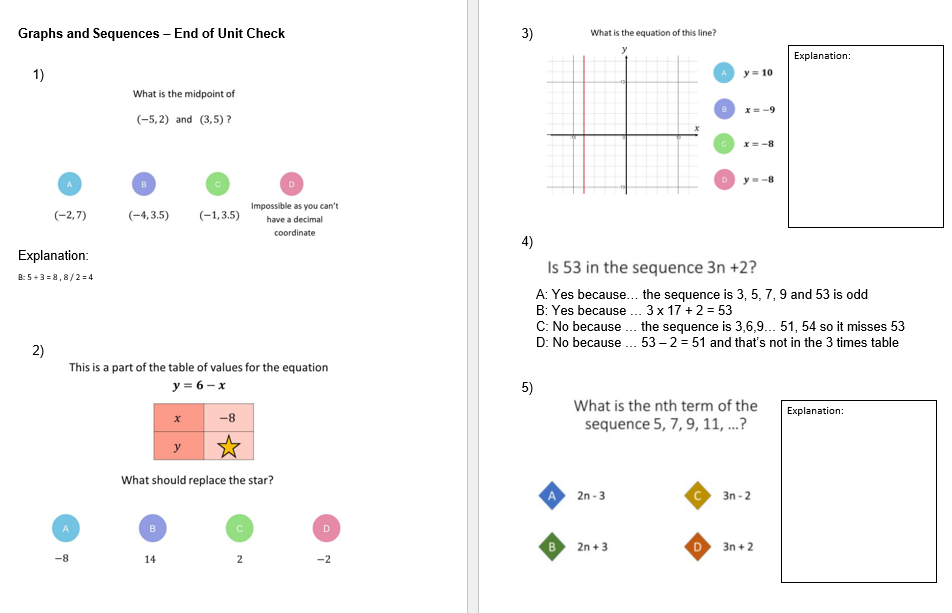 Graphs and Sequences – End of Unit Check
1)
What is the midpoint of
(−5, 2) and (3, 5) ?
A
B
C
D
(−2, 7)
(−4, 3.5)
(−1, 3.5)
Impossible as you can't
have a decimal
coordinate
Explanation:
B: 5 + 3 = 8 , 8 / 2 = 4
2)
This is a part of the table of values for the equation
y = 6 − x
x −8
y
What should replace the star?
A
B
C
D
−8
14
2
−2
3)
What is the equation of this line?
y
x
A y = 10
B x = −9
C x = −8
D y = −8
Explanation:
4)
Is 53 in the sequence 3n +2?
A: Yes because… the sequence is 3, 5, 7, 9 and 53 is odd
B: Yes because … 3 x 17 + 2 = 53
C: No because … the sequence is 3,6,9… 51, 54 so it misses 53
D: No because … 53 – 2 = 51 and that's not in the 3 times table
5)
What is the nth term of the
sequence 5, 7, 9, 11, …?
A 2n - 3
C 3n - 2
B 2n + 3
D 3n + 2
Explanation: